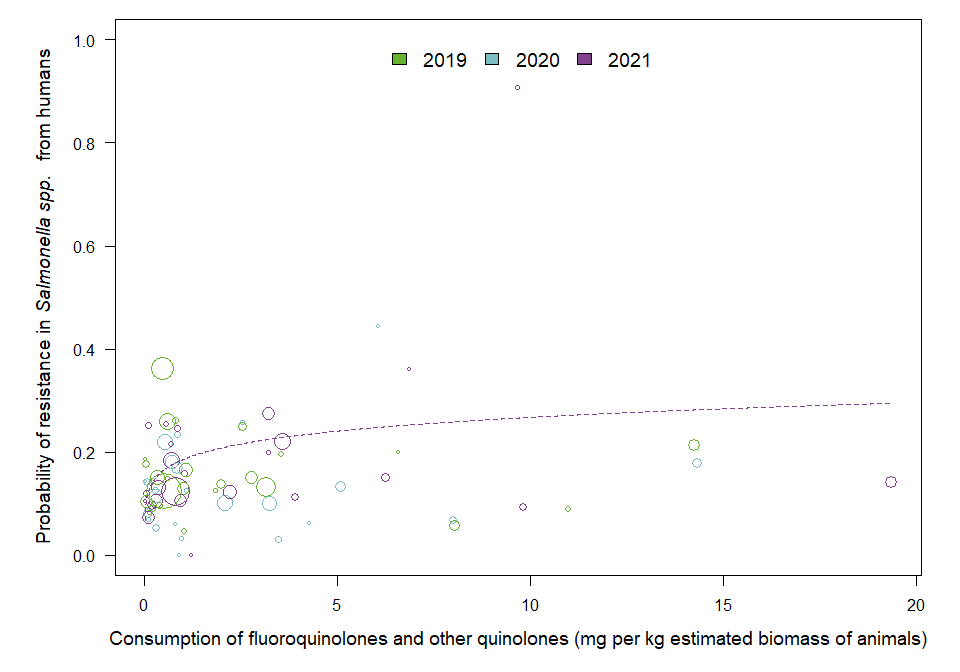 1.0
2019 2020 2021
0.8
0.6
0.4
0.2
0.0
Probability of resistance in Salmonella spp. from humans
0 5 10 15 20
Consumption of fluoroquinolones and other quinolones (mg per kg estimated biomass of animals)